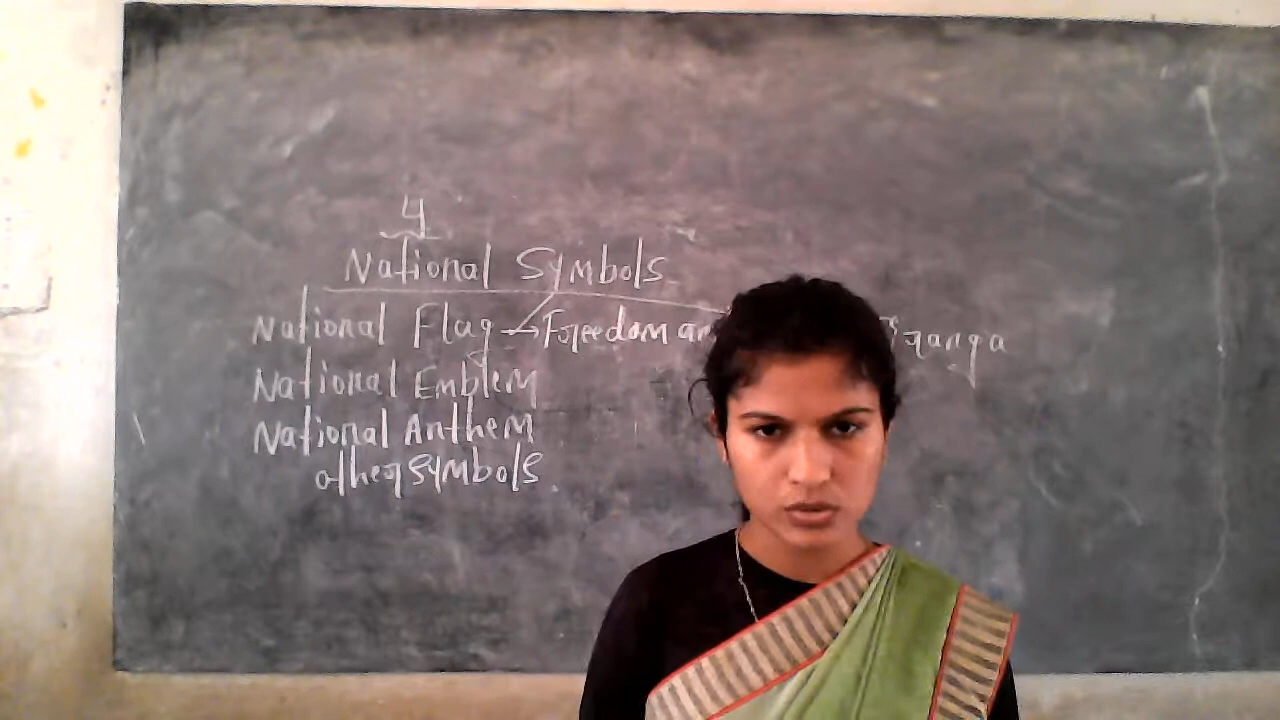 4
National Symbols
National Flag → Freedom an
National Emblem
National Anthem
other symbols